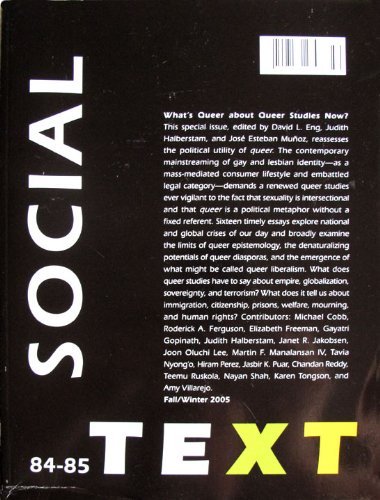 SOCIAL
What's Queer about Queer Studies Now?
This special issue, edited by David L. Eng, Judith
Halberstam, and José Esteban Muñoz, reassesses
the political utility of queer. The contemporary
mainstreaming of gay and lesbian identity—as a
mass-mediated consumer lifestyle and embattled
legal category—demands a renewed queer studies
ever vigilant to the fact that sexuality is intersectional
and that queer is a political metaphor without a
fixed referent. Sixteen timely essays explore national
and global crises of our day and broadly examine
the limits of queer epistemology, the denaturalizing
potentials of queer diasporas, and the emergence of
what might be called queer liberalism. What does
queer studies have to say about empire, globalization,
sovereignty, and terrorism? What does it tell us about
immigration, citizenship, prisons, welfare, mourning,
and human rights? Contributors: Michael Cobb,
Roderick A. Ferguson, Elizabeth Freeman, Gayatri
Gopinath, Judith Halberstam, Janet R. Jakobsen,
Joon Oluchi Lee, Martin F. Manalansan IV, Tavia
Nyong'o, Hiram Perez, Jasbir K. Puar, Chandan Reddy,
Teemu Ruskola, Nayan Shah, Karen Tongson, and
Amy Villarejo.
Fall/Winter 2005
84-85 TEXT